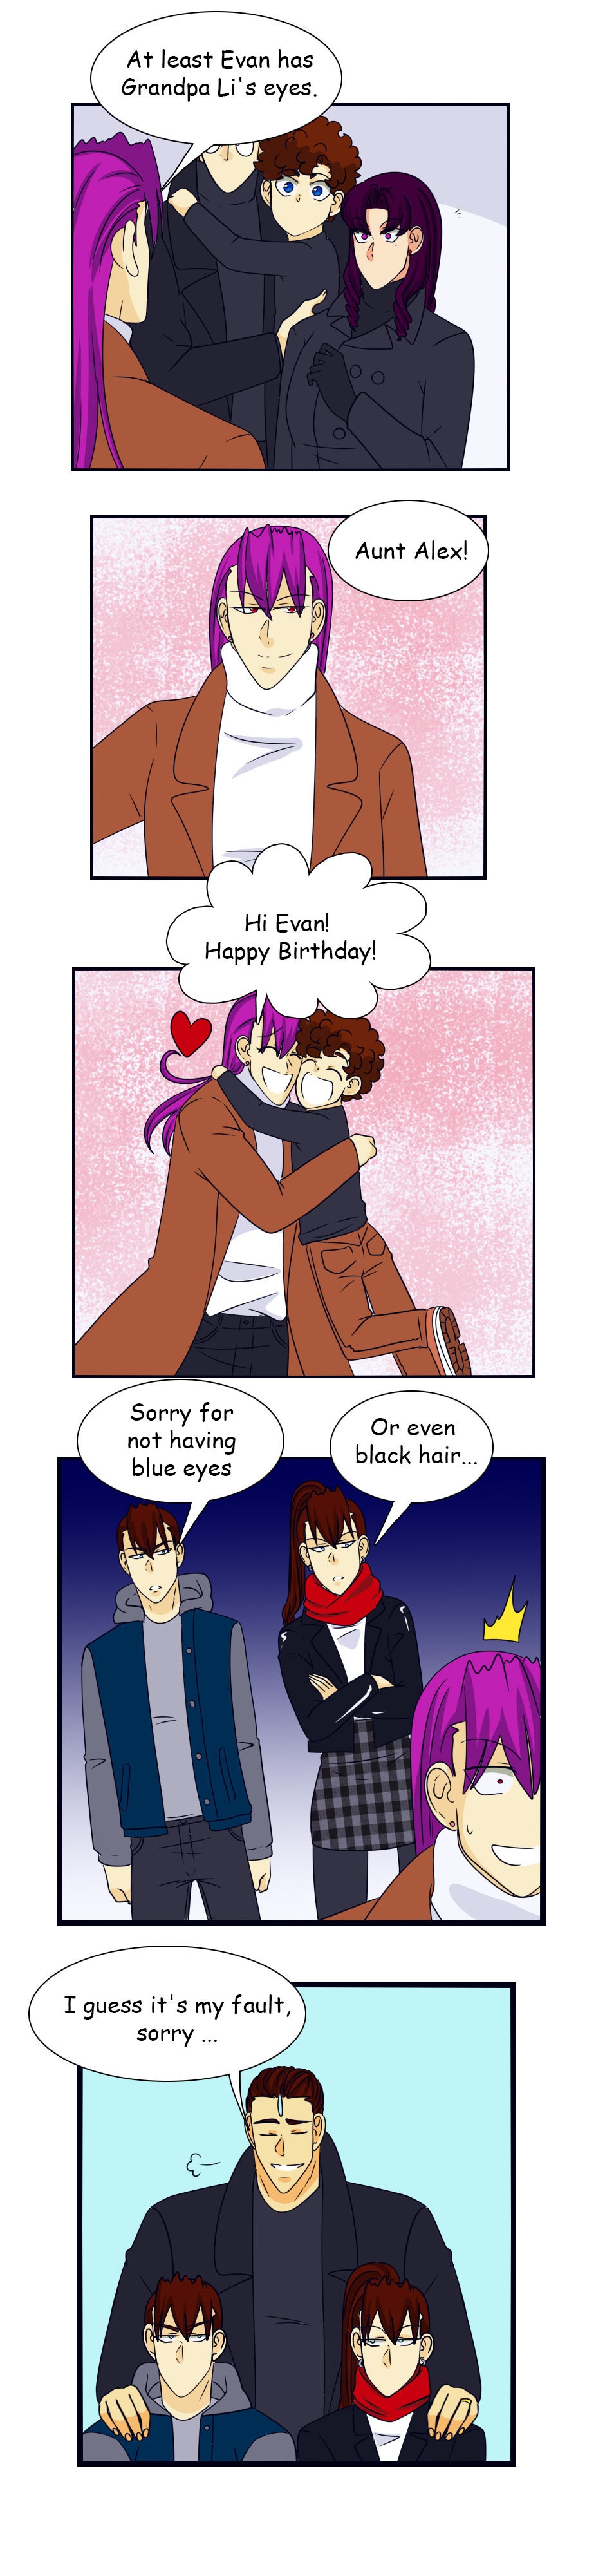 At least Evan has
Grandpa Li's eyes.
Aunt Alex!
Hi Evan!
Happy Birthday!
Sorry for
not having
blue eyes
Or even
black hair...
I guess it's my fault,
sorry ...